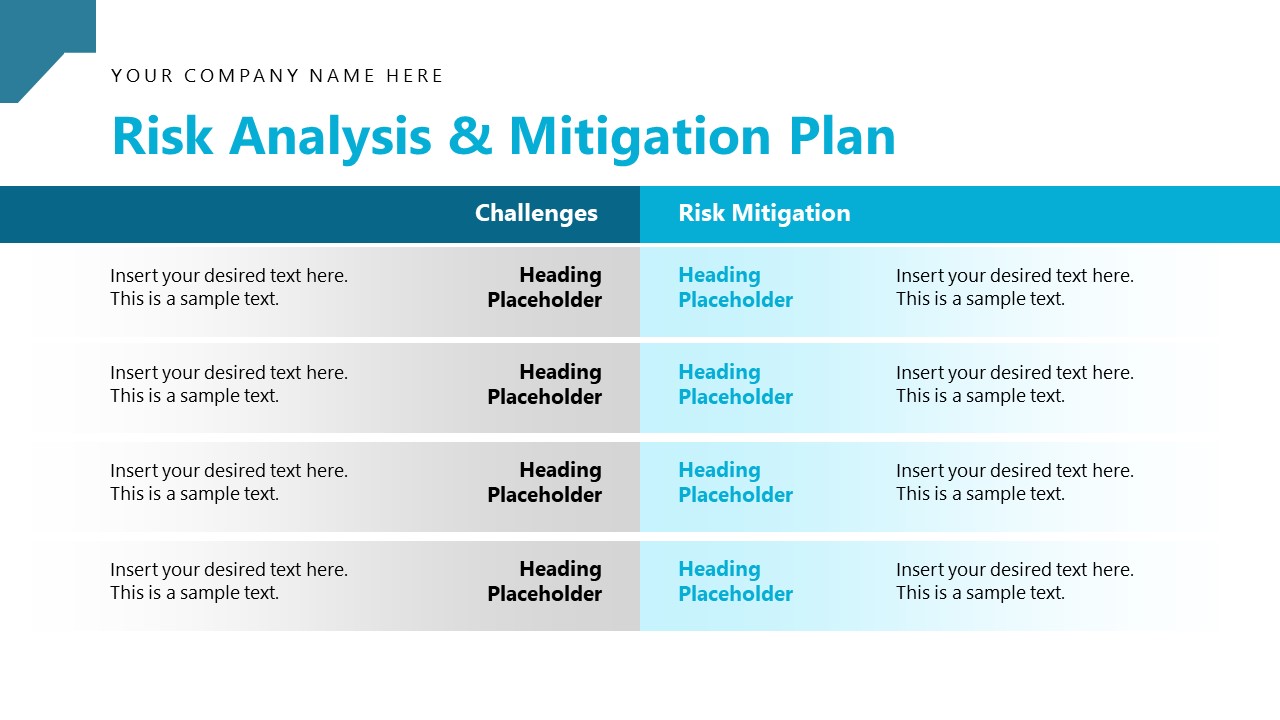 YOUR COMPANY NAME HERE
Risk Analysis & Mitigation Plan
Challenges
Risk Mitigation
Insert your desired text here.
This is a sample text.
Heading
Placeholder
Heading
Placeholder
Insert your desired text here.
This is a sample text.
Insert your desired text here.
This is a sample text.
Heading
Placeholder
Heading
Placeholder
Insert your desired text here.
This is a sample text.
Insert your desired text here.
This is a sample text.
Heading
Placeholder
Heading
Placeholder
Insert your desired text here.
This is a sample text.
Insert your desired text here.
This is a sample text.
Heading
Placeholder
Heading
Placeholder
Insert your desired text here.
This is a sample text.